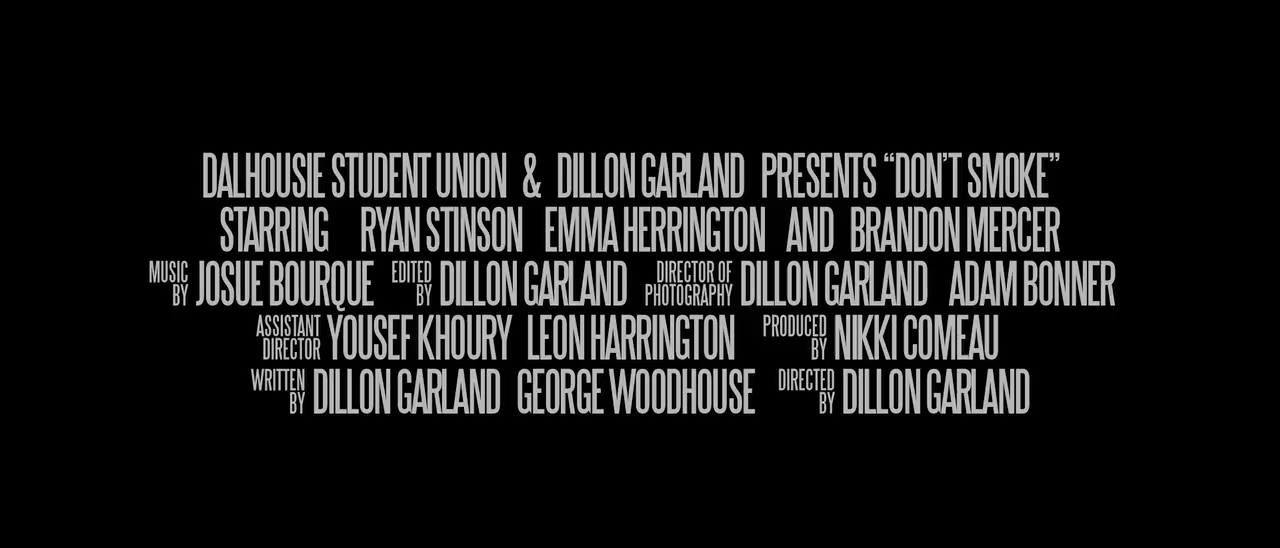 DALHOUSIE STUDENT UNION & DILLON GARLAND PRESENTS “DON’T SMOKE”
STARRING RYAN STINSON EMMA HERRINGTON AND BRANDON MERCER
MUSIC BY JOSUE BOURQUE EDITED BY DILLON GARLAND DIRECTOR OF PHOTOGRAPHY DILLON GARLAND ADAM BONNER
ASSISTANT DIRECTOR YOUSEF KHOURY LEON HARRINGTON PRODUCED BY NIKKI COMEAU
WRITTEN BY DILLON GARLAND GEORGE WOODHOUSE DIRECTED BY DILLON GARLAND